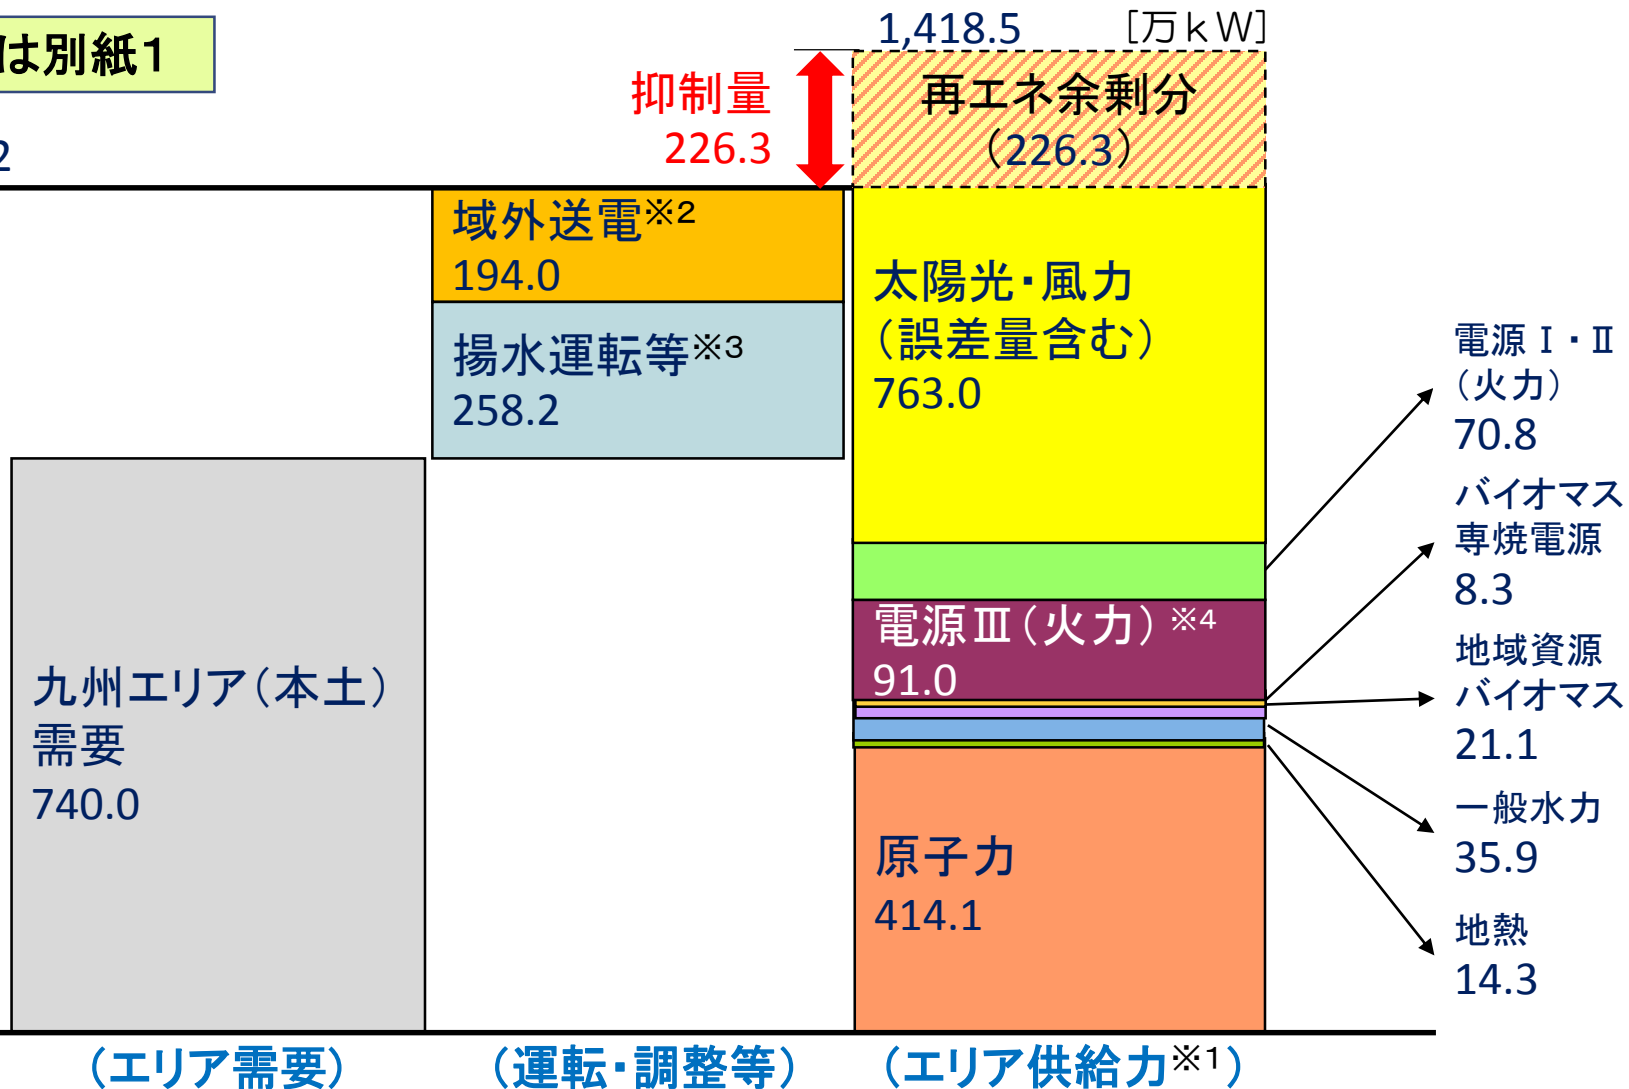 は別紙1
2
1,418.5 [万kW]
抑制量
226.3
再エネ余剰分
(226.3)
域外送電※2
194.0
揚水運転等※3
258.2
太陽光・風力
(誤差量含む)
763.0
電源Ⅲ(火力)※4
91.0
九州エリア(本土)
需要
740.0
原子力
414.1
電源Ⅰ・Ⅱ
(火力)
70.8
バイオマス
専焼電源
8.3
地域資源
バイオマス
21.1
一般水力
35.9
地熱
14.3
(エリア需要)
(運転・調整等)
(エリア供給力※1)